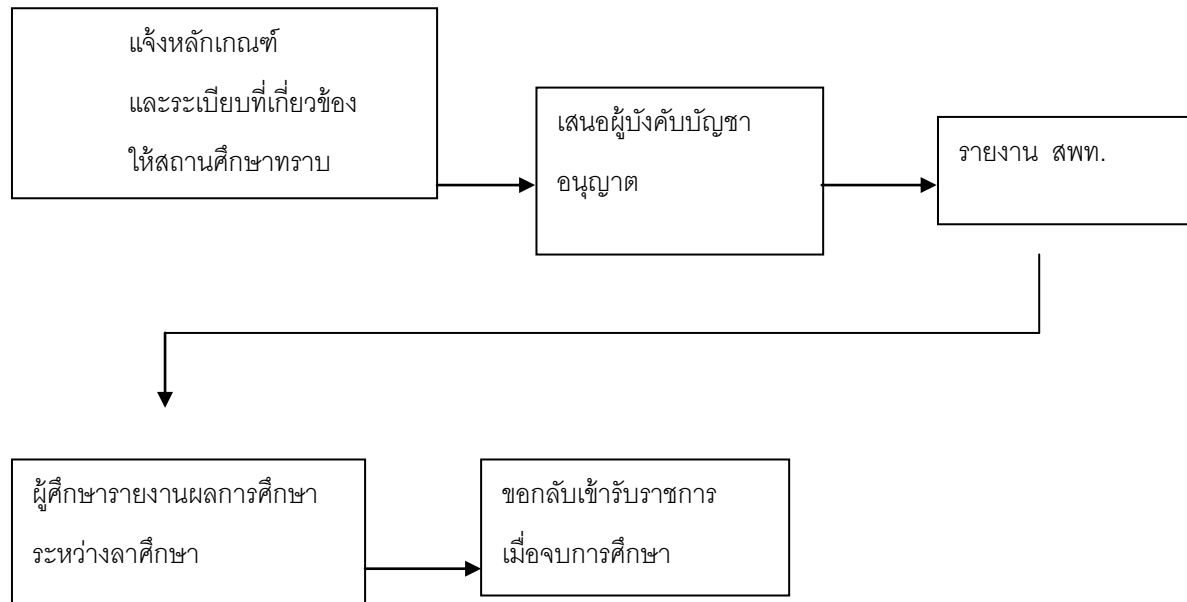 แจ้งหลักเกณฑ์
และระเบียบที่เกี่ยวข้อง
ให้สถานศึกษาทราบ
เสนอผู้บังคับบัญชา
อนุญาต
รายงาน สพท.
ผู้ศึกษารายงานผลการศึกษา
ระหว่างลาศึกษา
ขอกลับเข้ารับราชการ
เมื่อจบการศึกษา